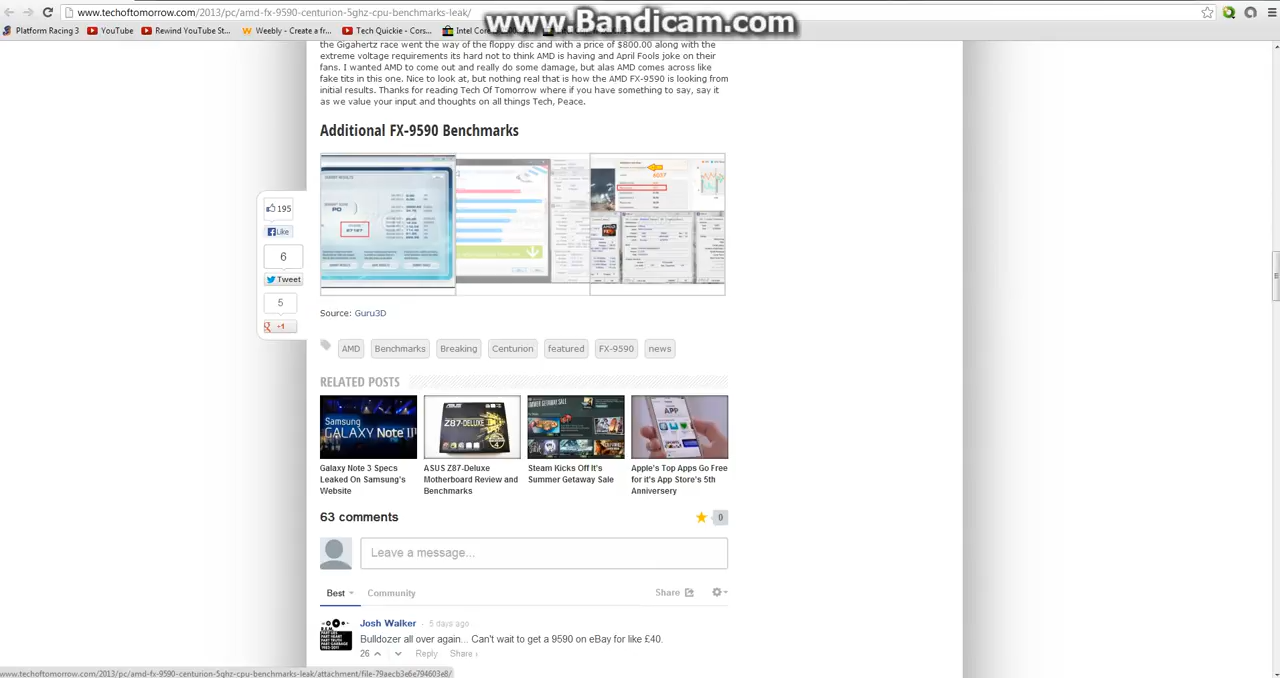 www.techoftomorrow.com/2013/pc/amd-fx-9590-centurion-5ghz-cpu-benchmarks-leak/
www.Bandicam.com
Platform Racing 3
YouTube
Rewind YouTube St...
Weebly - Create a fr...
Tech Quickie - Cors...
Intel Core
the Gigahertz race went the way of the floppy disc and with a price of $800.00 along with the
extreme voltage requirements its hard not to think AMD is having and April Fools joke on their
fans. I wanted AMD to come out and really do some damage, but alas AMD comes across like
fake tits in this one. Nice to look at, but nothing real that is how the AMD FX-9590 is looking from
initial results. Thanks for reading Tech Of Tomorrow where if you have something to say, say it
as we value your input and thoughts on all things Tech, Peace.
Additional FX-9590 Benchmarks
195
Like
6
Tweet
5
+1
Source: Guru3D
AMD
Benchmarks
Breaking
Centurion
featured
FX-9590
news
RELATED POSTS
Samsung
GALAXY Note III
Z87-DELUXE
APP
Galaxy Note 3 Specs
Leaked On Samsung's
Website
ASUS Z87-Deluxe
Motherboard Review and
Benchmarks
Steam Kicks Off It's
Summer Getaway Sale
Apple's Top Apps Go Free
for it's App Store's 5th
Anniversery
63 comments
0
Leave a message...
Best
Community
Share
Josh Walker
5 days ago
Bulldozer all over again... Can't wait to get a 9590 on eBay for like £40.
26
Reply
Share ›
www.techoftomorrow.com/2013/pc/amd-fx-9590-centurion-5ghz-cpu-benchmarks-leak/attachment/file-79aecb3e6e794603e8/